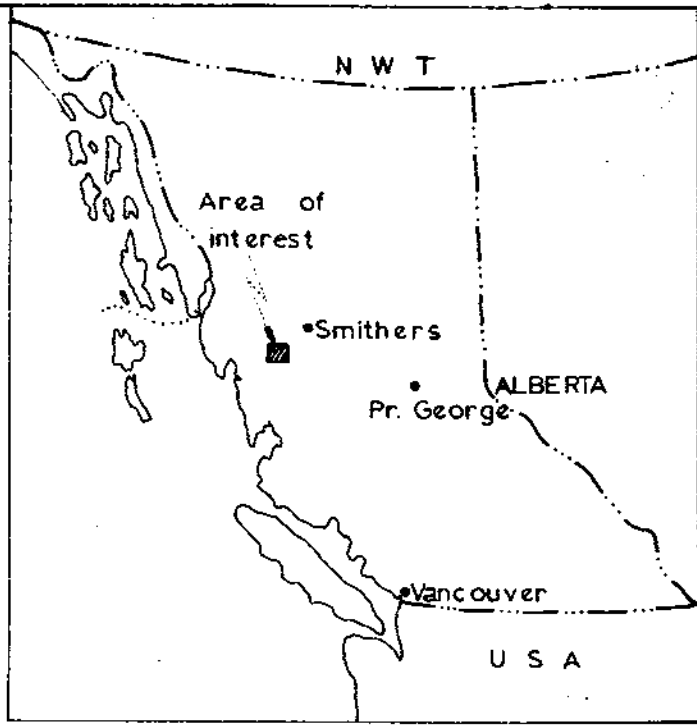 N W T
Area of
interest
Smithers
ALBERTA
Pr. George
Vancouver
U S A